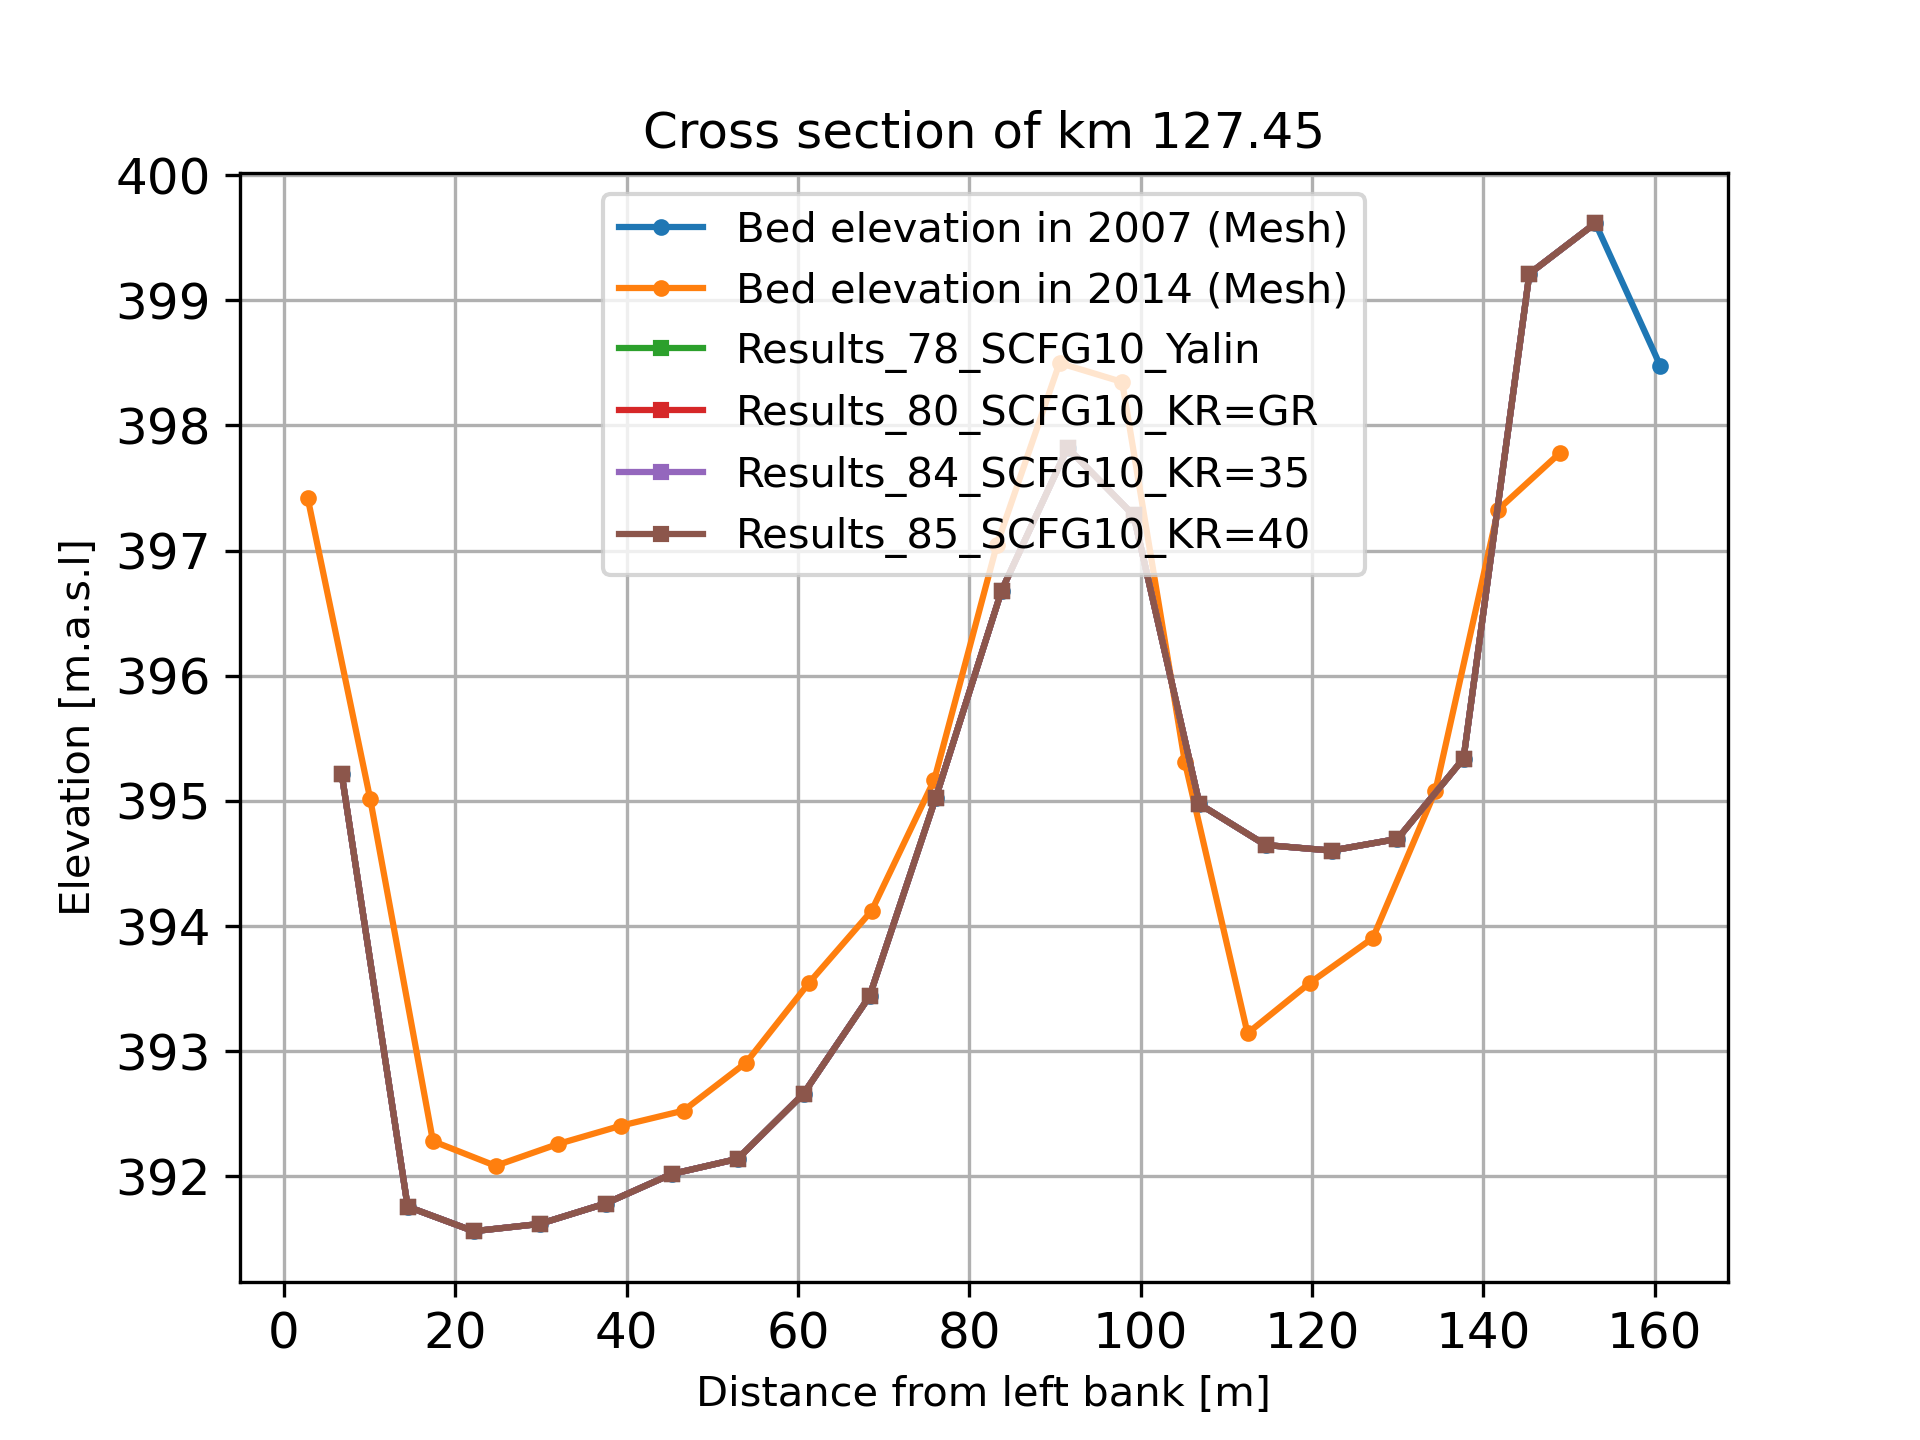 Cross section of km 127.45
400
399
398
397
396
395
394
393
392
Elevation [m.a.s.l]
Bed elevation in 2007 (Mesh)
Bed elevation in 2014 (Mesh)
Results_78_SCFG10_Yalin
Results_80_SCFG10_KR=GR
Results_84_SCFG10_KR=35
Results_85_SCFG10_KR=40
0 20 40 60 80 100 120 140 160
Distance from left bank [m]